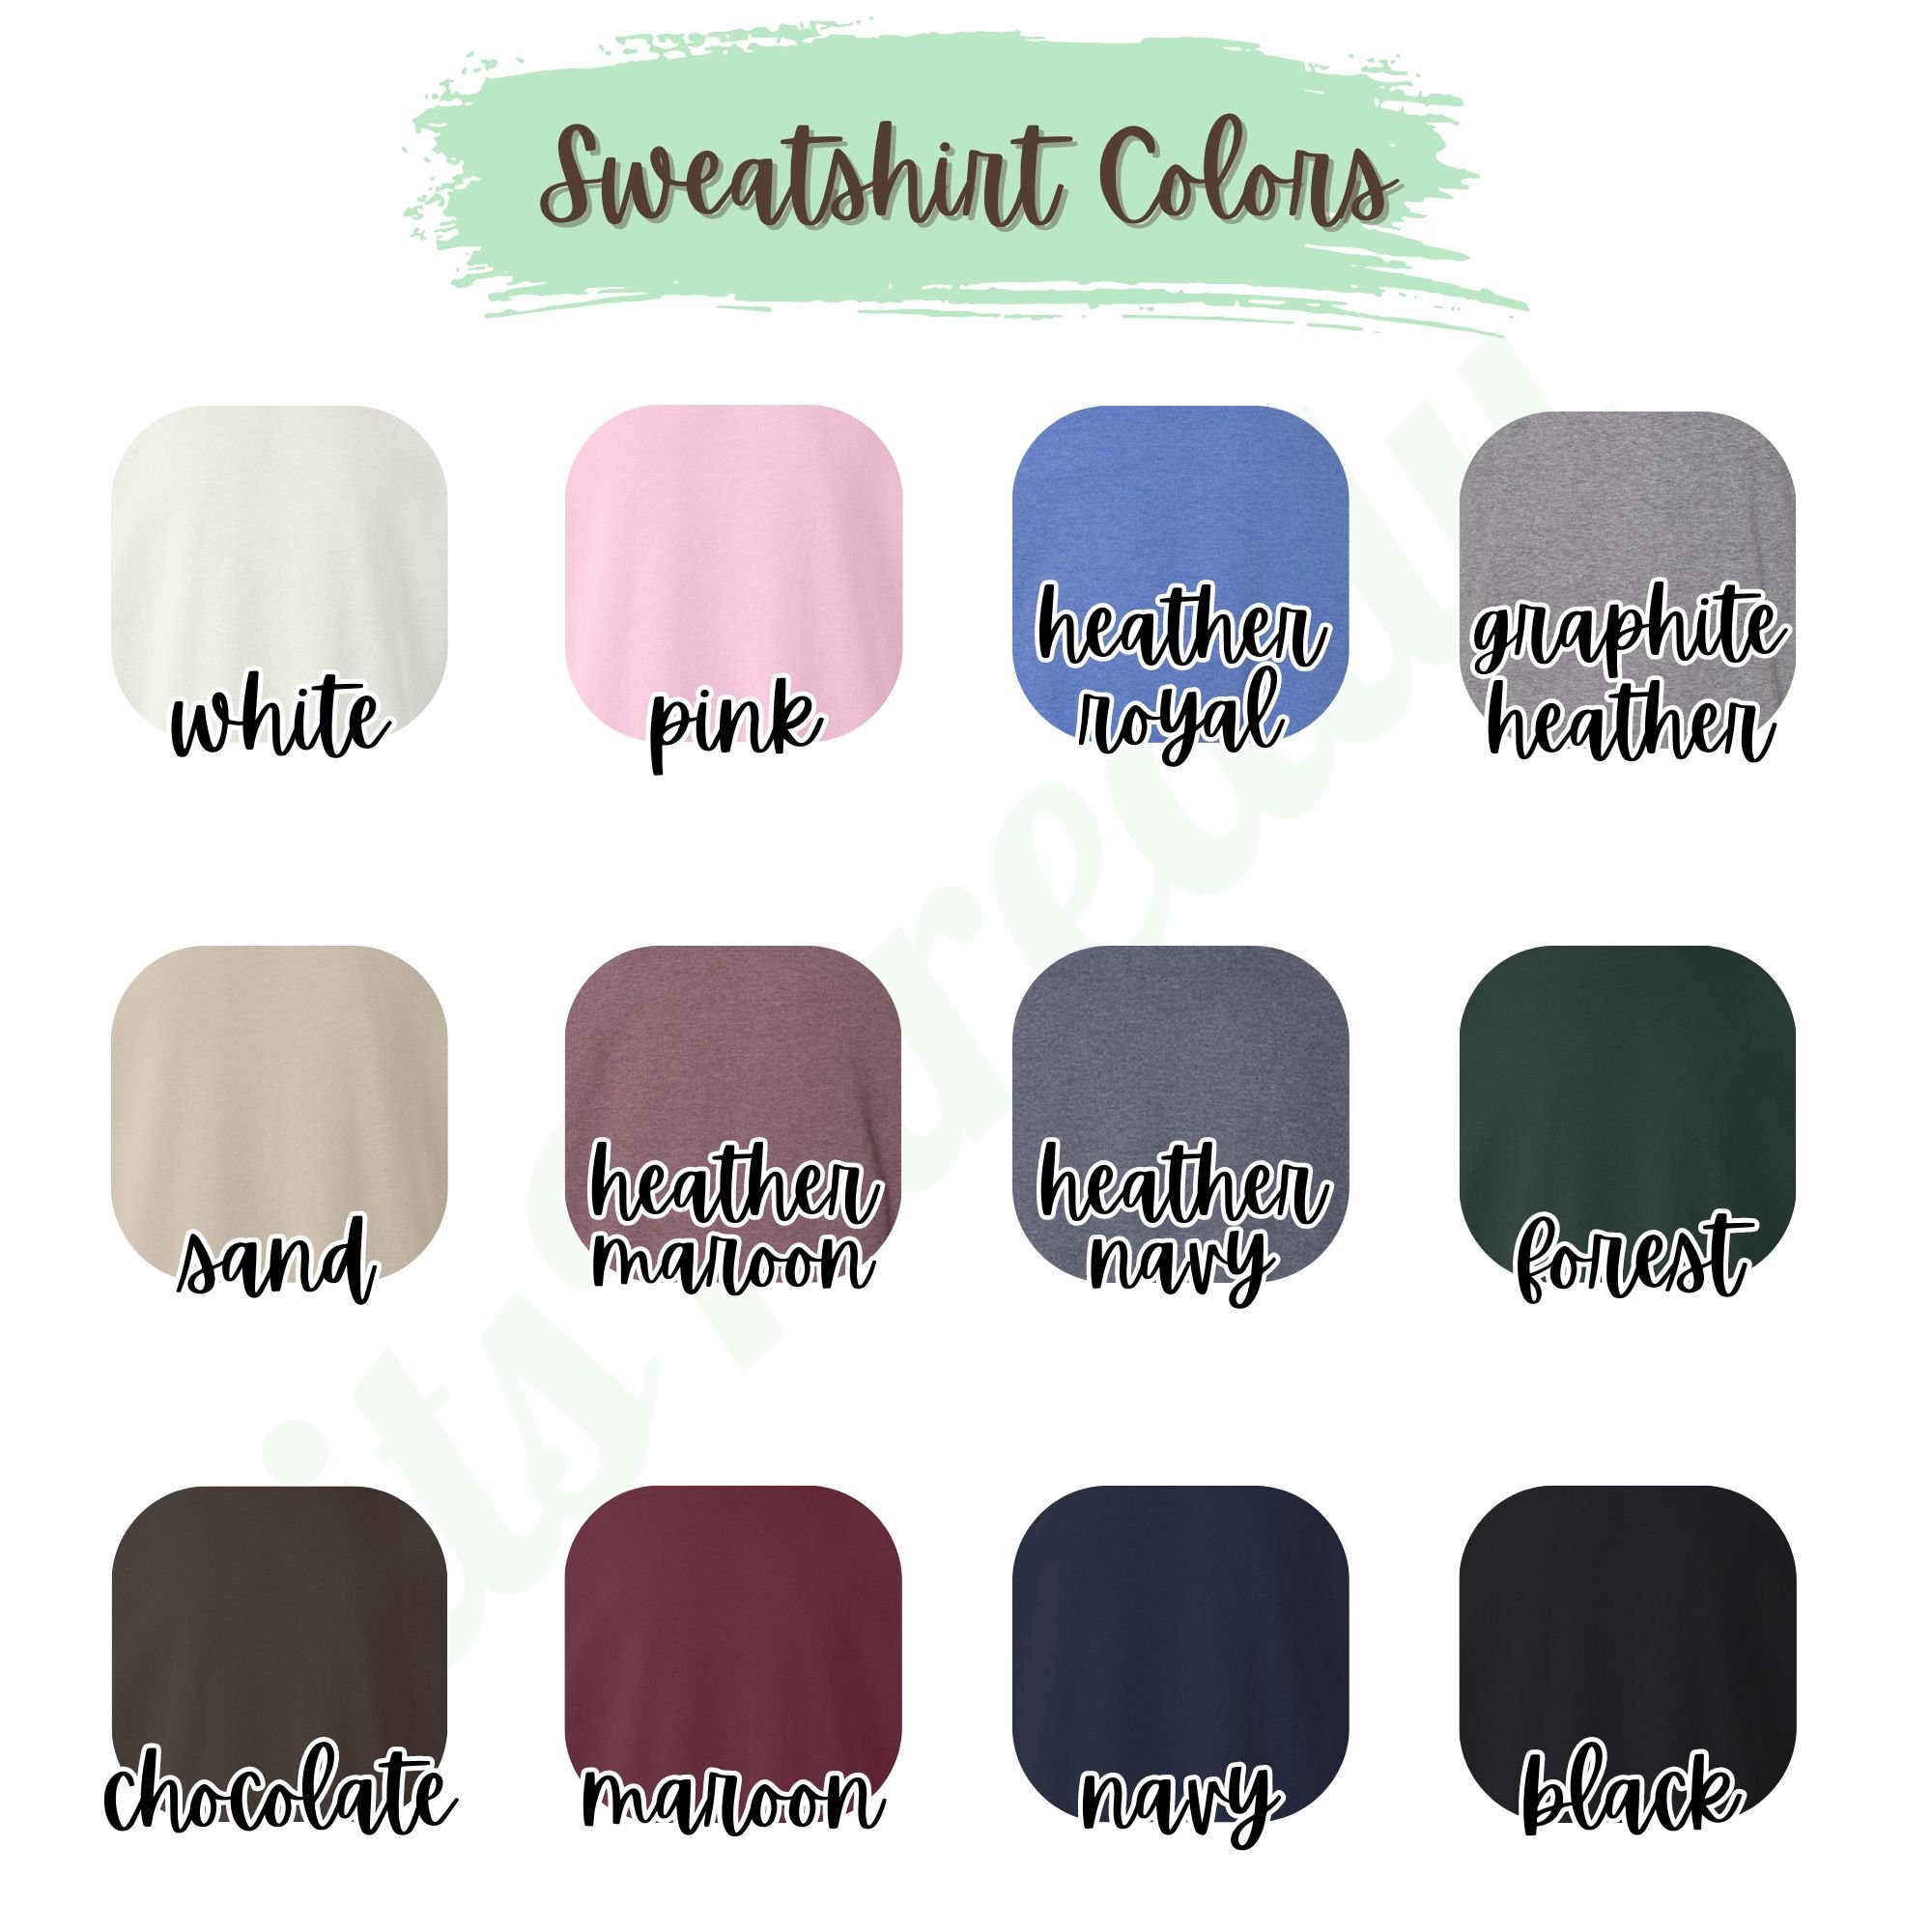 Sweatshirt Colors
white
pink
heather
royal
graphite
heather
sand
heather
maroon
heather
navy
forest
chocolate
maroon
navy
black